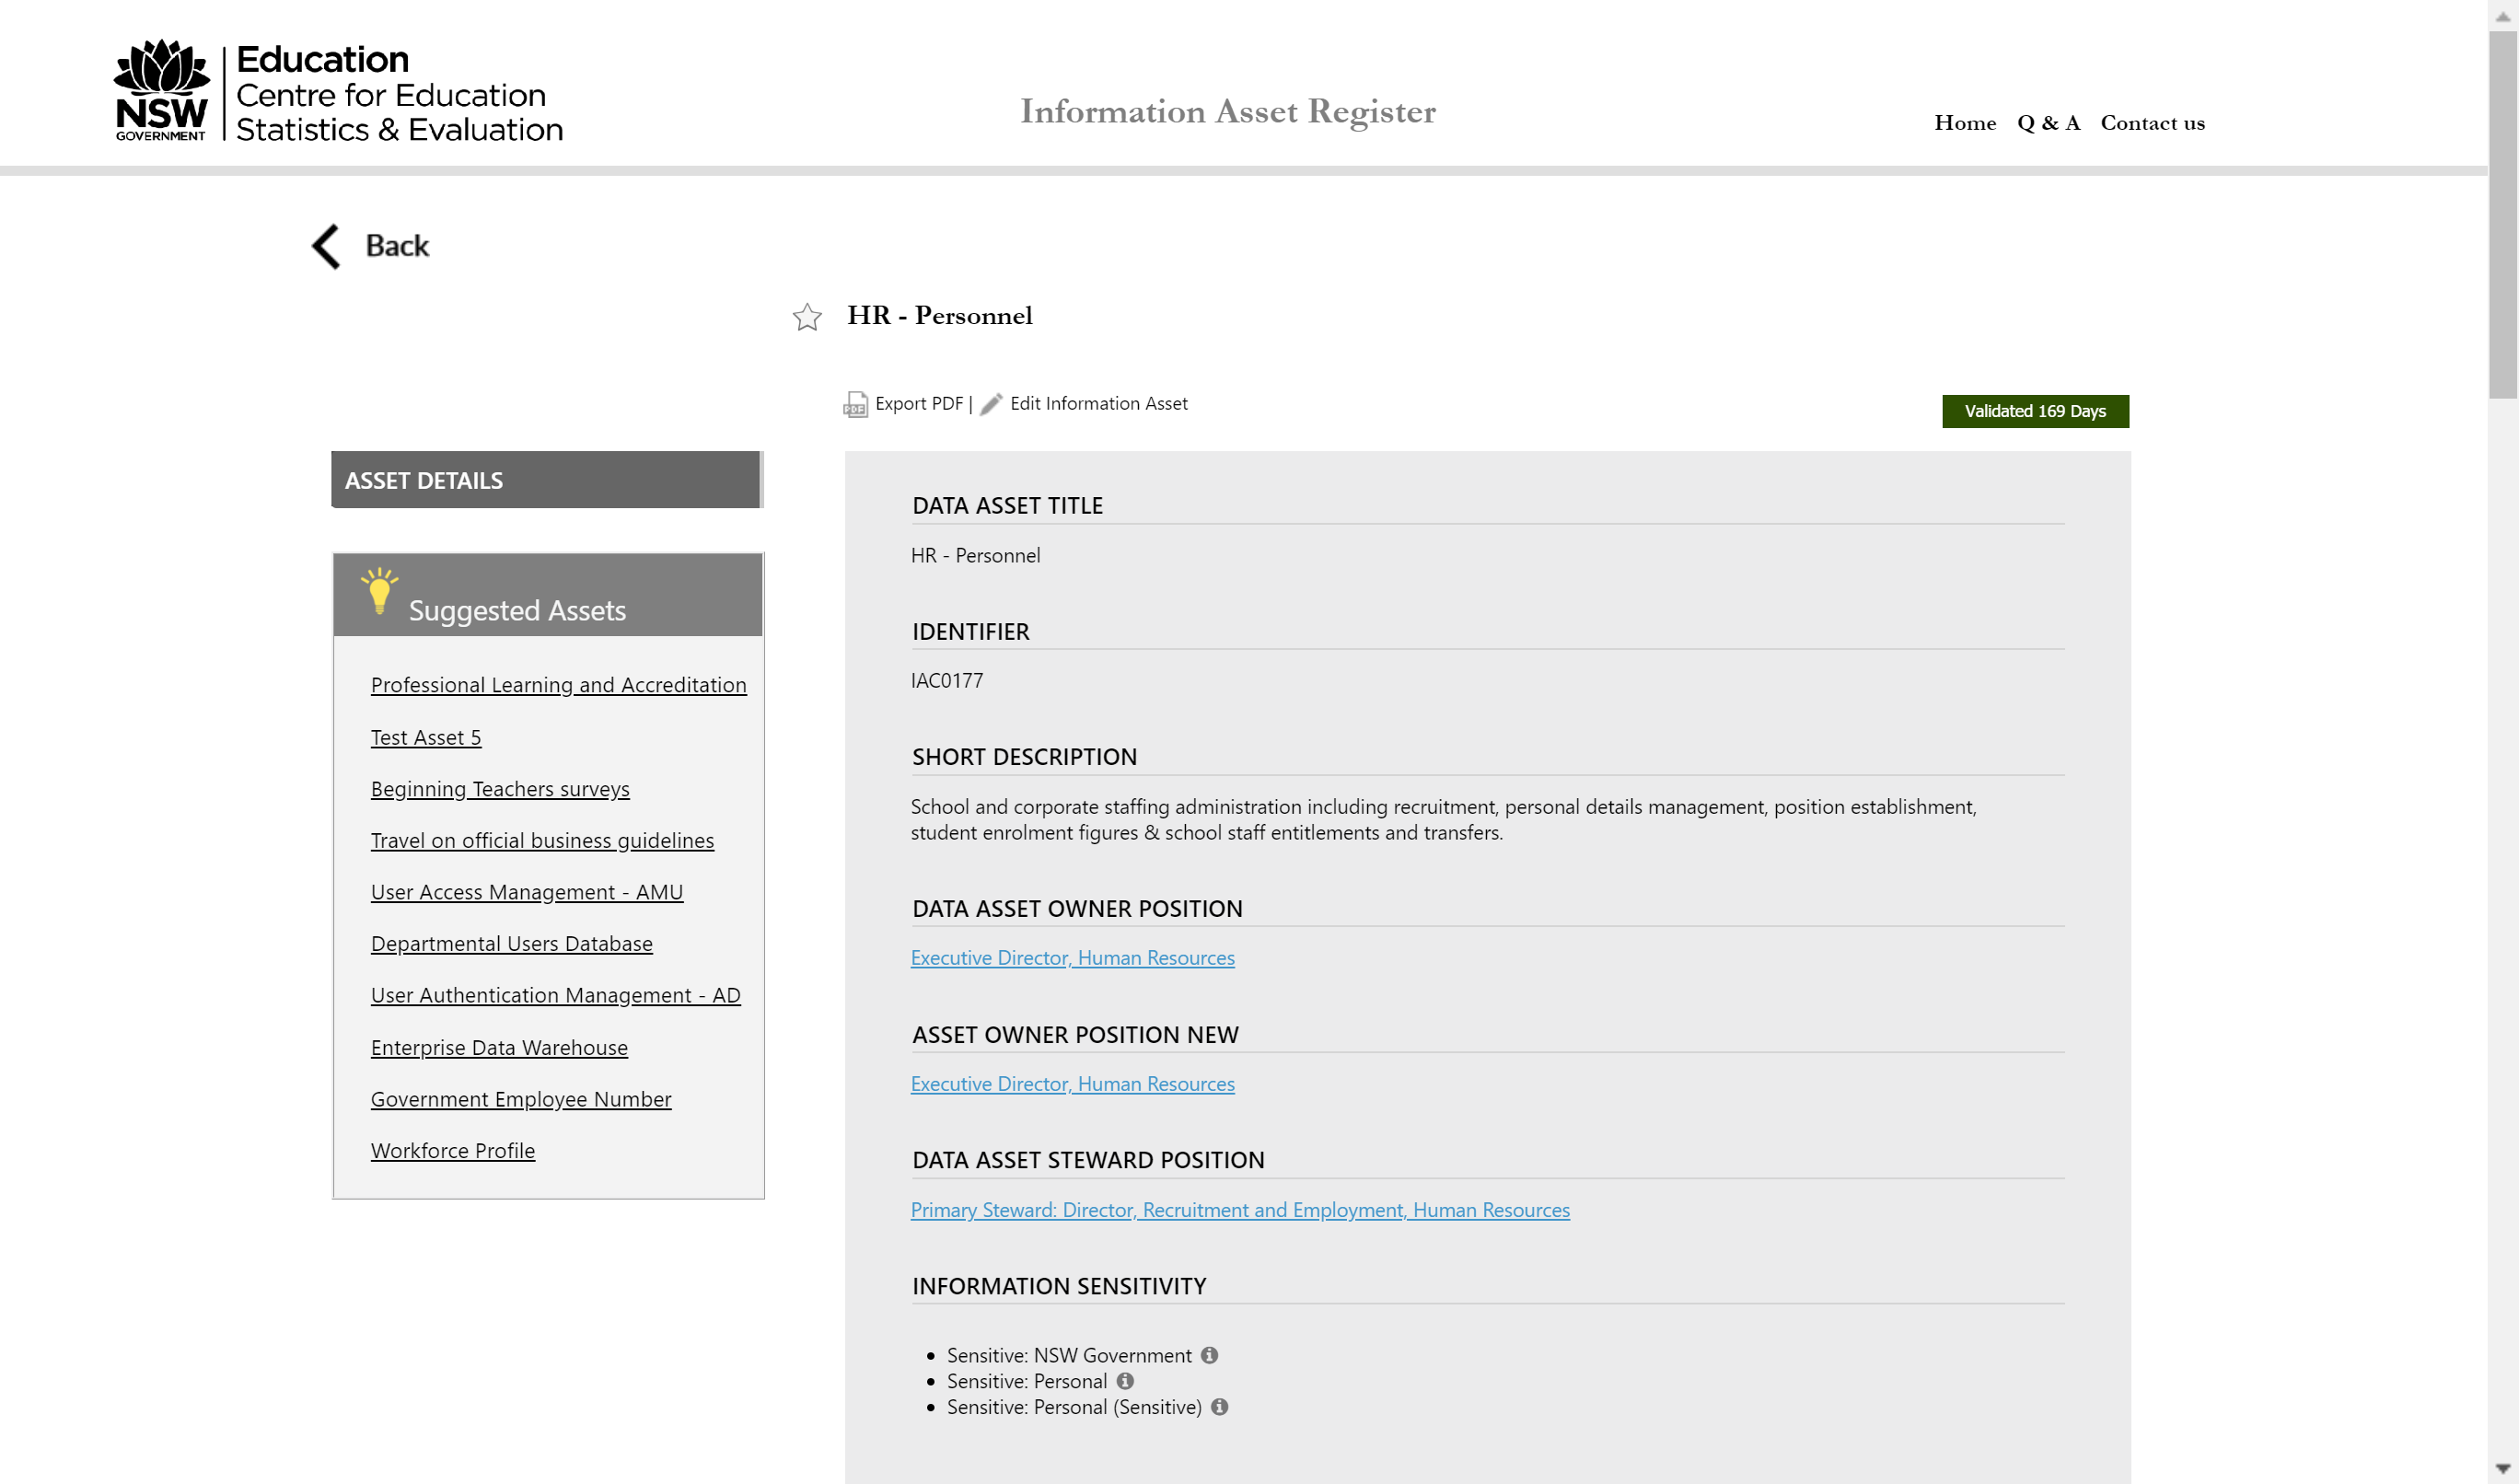 Education
Centre for Education
Statistics & Evaluation
NSW
GOVERNMENT
Information Asset Register
Home Q & A Contact us
Back
HR - Personnel
PDF Export PDF | Edit Information Asset
Validated 169 Days
ASSET DETAILS
Suggested Assets
Professional Learning and Accreditation
Test Asset 5
Beginning Teachers surveys
Travel on official business guidelines
User Access Management - AMU
Departmental Users Database
User Authentication Management - AD
Enterprise Data Warehouse
Government Employee Number
Workforce Profile
DATA ASSET TITLE
HR - Personnel
IDENTIFIER
IAC0177
SHORT DESCRIPTION
School and corporate staffing administration including recruitment, personal details management, position establishment,
student enrolment figures & school staff entitlements and transfers.
DATA ASSET OWNER POSITION
Executive Director, Human Resources
ASSET OWNER POSITION NEW
Executive Director, Human Resources
DATA ASSET STEWARD POSITION
Primary Steward: Director, Recruitment and Employment, Human Resources
INFORMATION SENSITIVITY
• Sensitive: NSW Government
• Sensitive: Personal
• Sensitive: Personal (Sensitive)